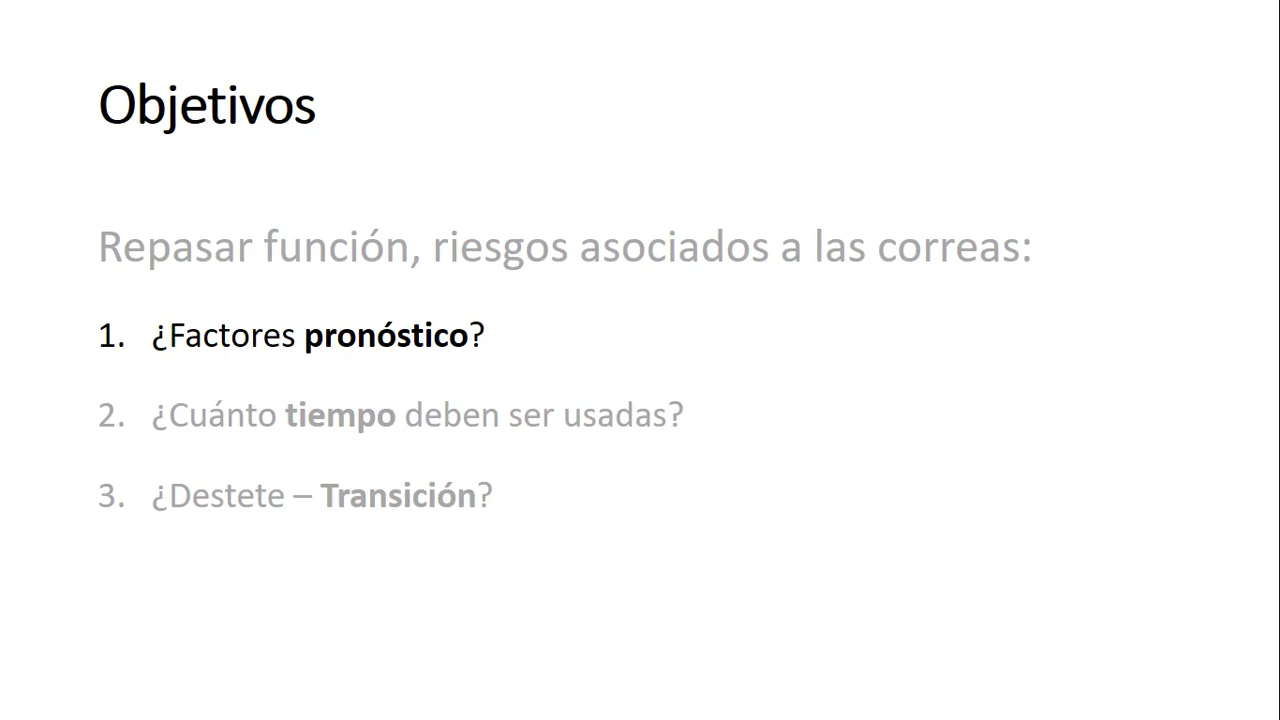 Objetivos
Repasar función, riesgos asociados a las correas:
1. ¿Factores pronóstico?
2. ¿Cuánto tiempo deben ser usadas?
3. ¿Destete – Transición?